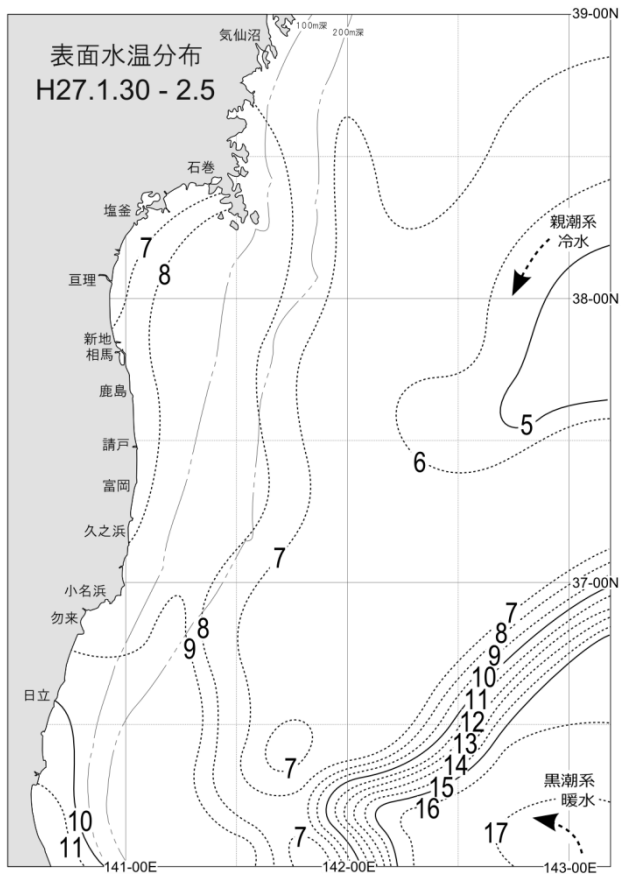 表面水温分布
H27.1.30 - 2.5
100m深
200m深
39-00N
気仙沼
石巻
塩釜
亘理
新地
相馬
鹿島
請戸
富岡
久之浜
小名浜
勿来
日立
親潮系
冷水
38-00N
37-00N
黒潮系
暖水
7
8
5
6
7
8
9
7
8
9
10
11
12
13
14
15
16
17
7
7
10
11
141-00E
142-00E
143-00E